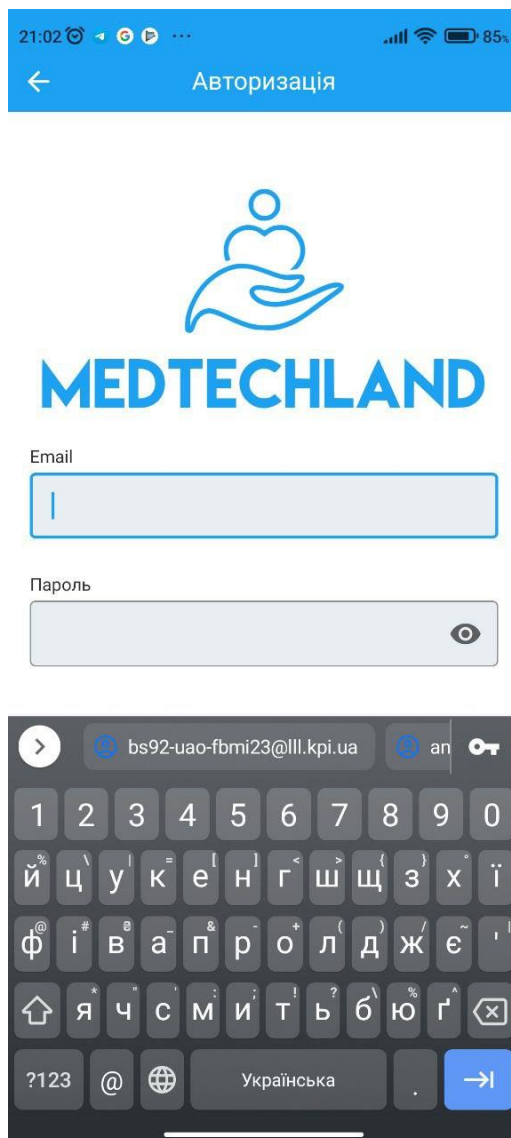 21:02 ... 85%
Авторизація
MEDTECHLAND
Email
Пароль
bs92-uao-fbmi23@lll.kpi.ua an
1 2 3 4 5 6 7 8 9 0
й% ц\ у| к= е[ н] г< ш> щ{ з} х° ї
ф@ і# в₴ а_ п& р- о+ л( д) ж/ є~ '|
я* ч" с' м: и; т! ь? б\ ю% ґ^
?123 @ Українська .